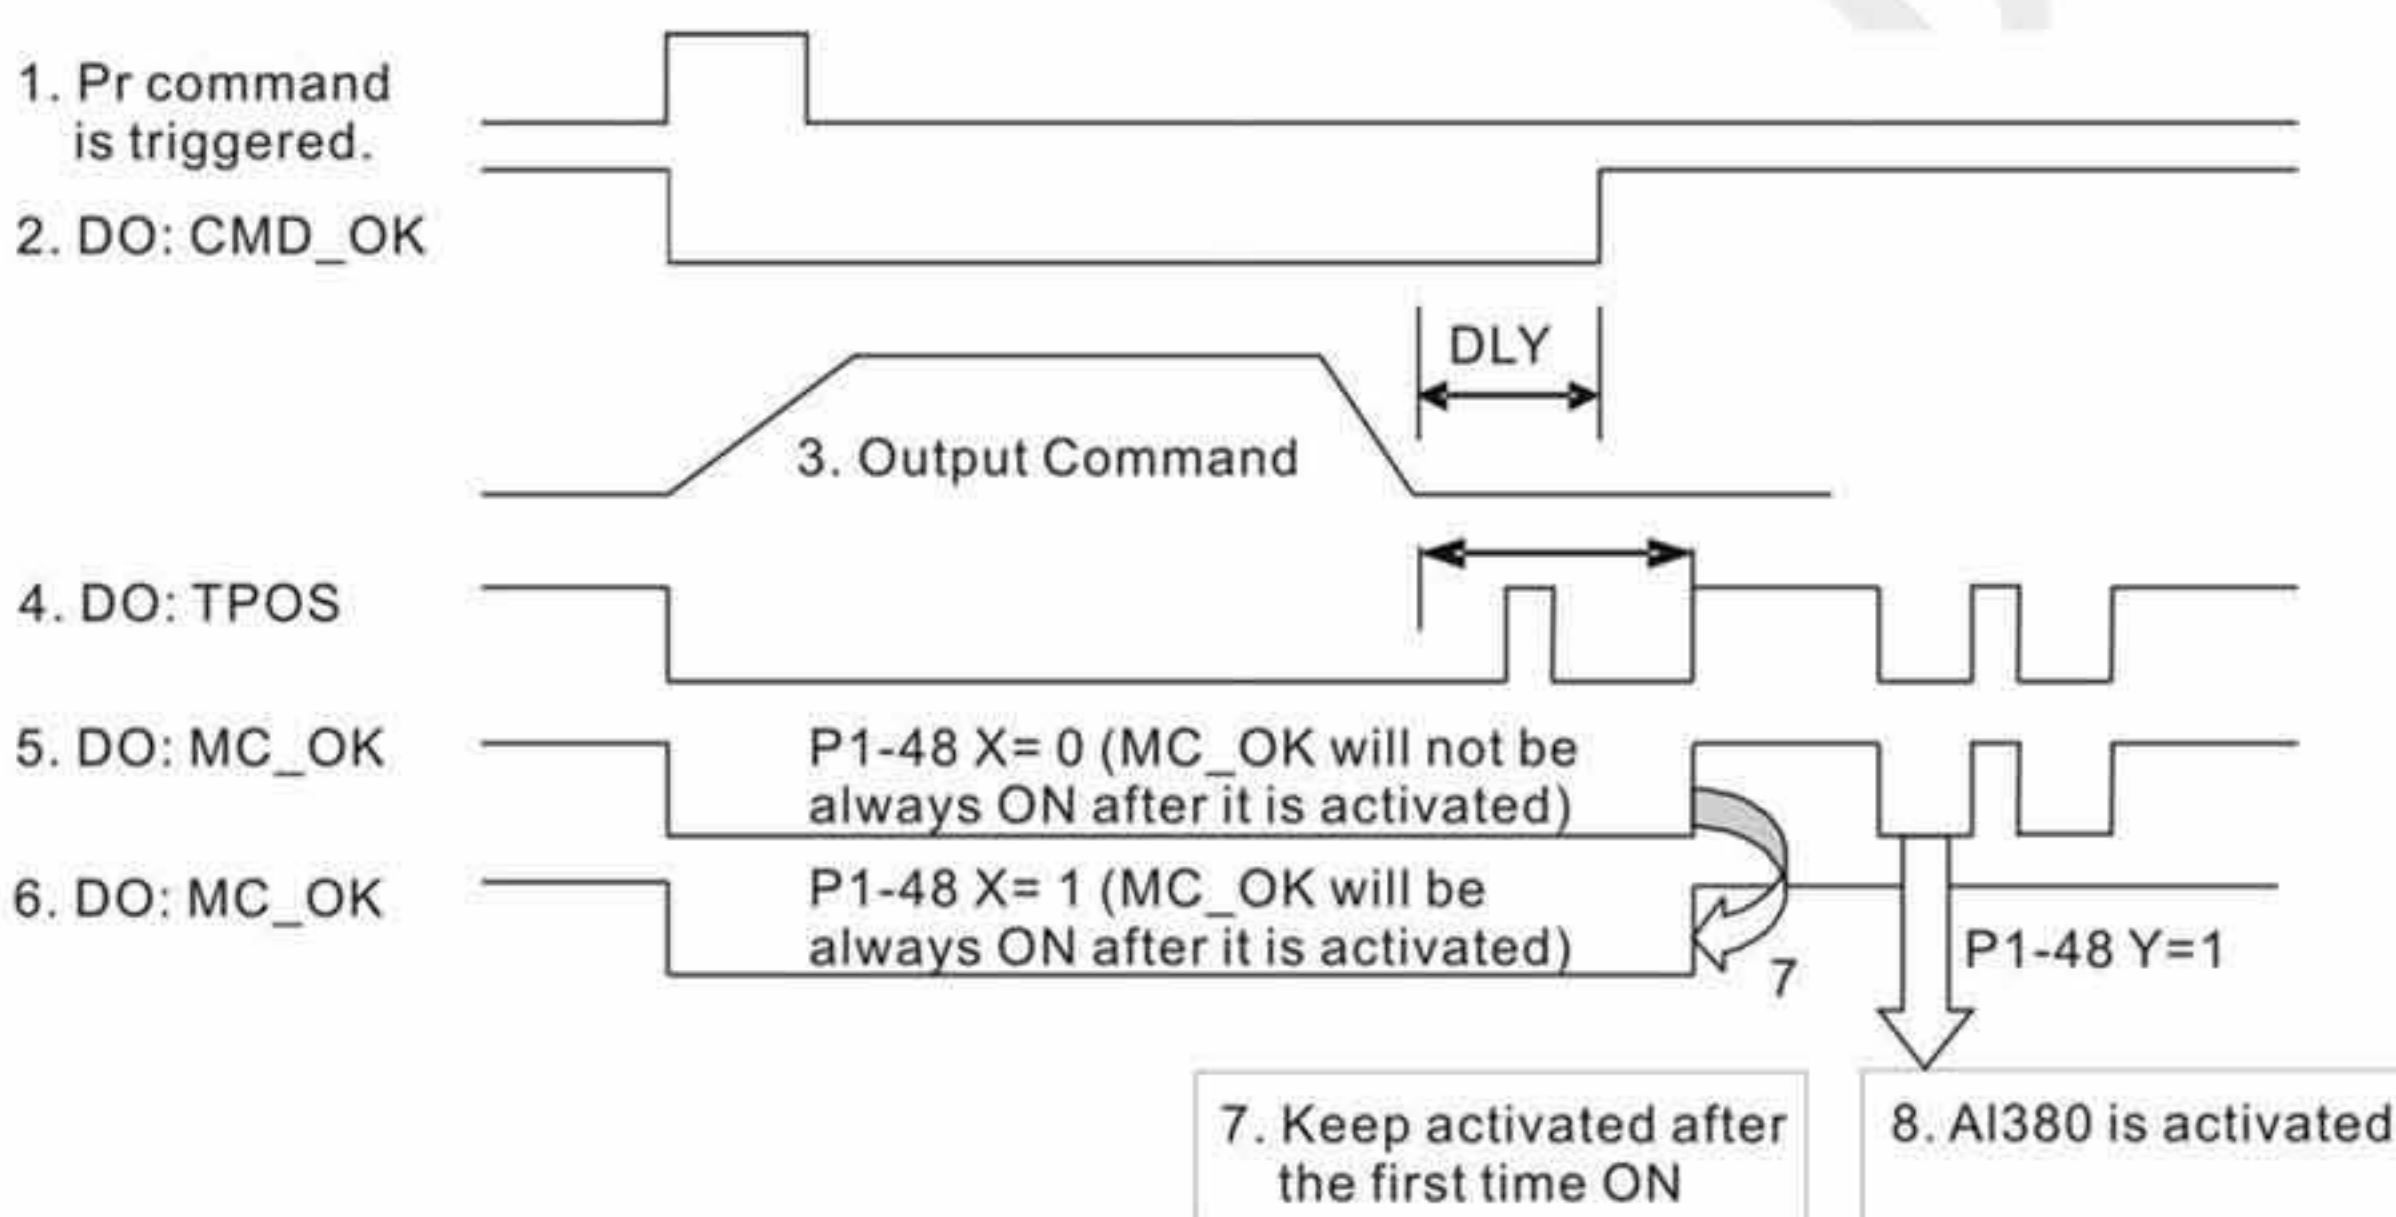 1. Pr command
is triggered.
2. DO: CMD_OK
DLY
3. Output Command
4. DO: TPOS
5. DO: MC_OK
P1-48 X= 0 (MC_OK will not be
always ON after it is activated)
6. DO: MC_OK
P1-48 X= 1 (MC_OK will be
always ON after it is activated)
7
P1-48 Y=1
7. Keep activated after
the first time ON
8. Al380 is activated